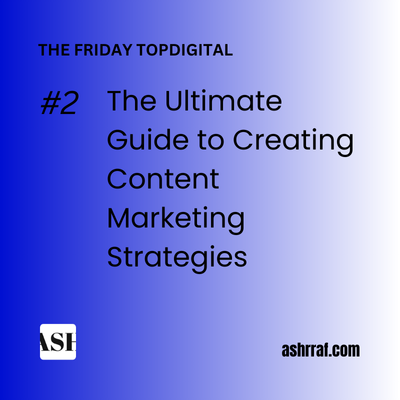 THE FRIDAY TOPDIGITAL
#2
The Ultimate
Guide to Creating
Content
Marketing
Strategies
ASH
ashrraf.com